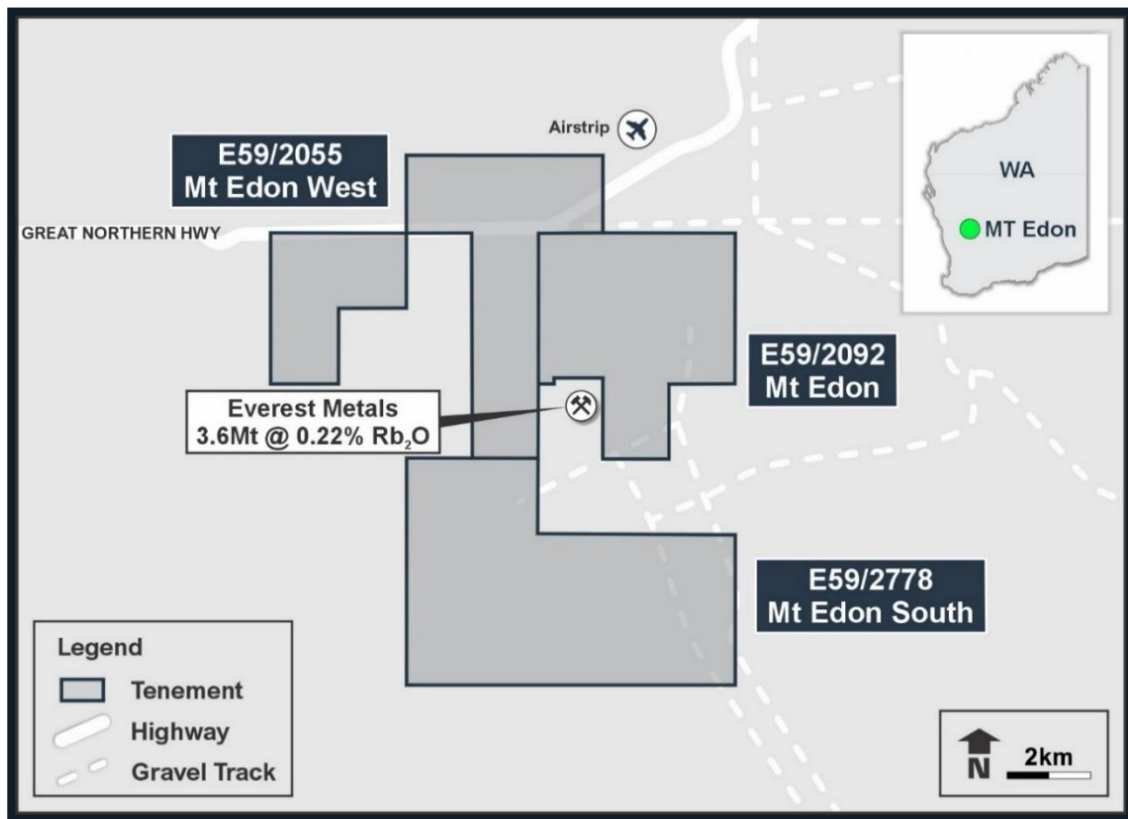 Airstrip
E59/2055
Mt Edon West
WA
MT Edon
GREAT NORTHERN HWY
E59/2092
Mt Edon
Everest Metals
3.6Mt @ 0.22% Rb₂O
E59/2778
Mt Edon South
Legend
Tenement
Highway
Gravel Track
N
2km